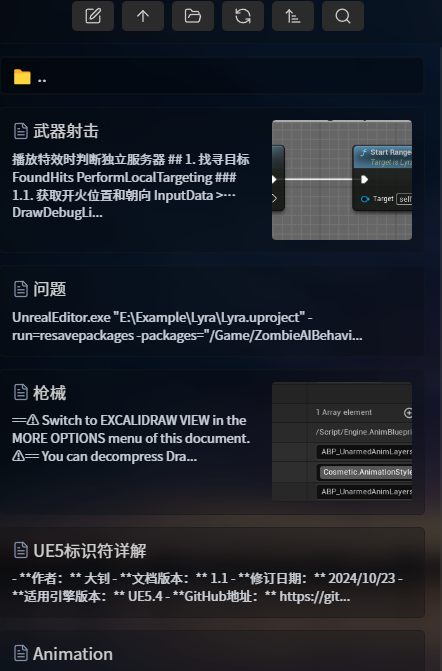 ..
武器射击
播放特效时判断独立服务器 ## 1. 找寻目标
FoundHits PerformLocalTargeting ###
1.1. 获取开火位置和朝向 InputData >…
DrawDebugLi...
Start Range
Target is Lyra
Target
self
问题
UnrealEditor.exe "E:\Example\Lyra\Lyra.uproject" -
run=resavepackages -packages="/Game/ZombieAIBehavi...
枪械
==⚠ Switch to EXCALIDRAW VIEW in the
MORE OPTIONS menu of this document.
⚠== You can decompress Dra...
1 Array element
/Script/Engine.AnimBluepri
ABP_UnarmedAnimLayers
Cosmetic.AnimationStyle
ABP_UnarmedAnimLayers
UE5标识符详解
- **作者：** 大钊 - **文档版本：** 1.1 - **修订日期：** 2024/10/23 -
**适用引擎版本：** UE5.4 - **GitHub地址：** https://git...
Animation